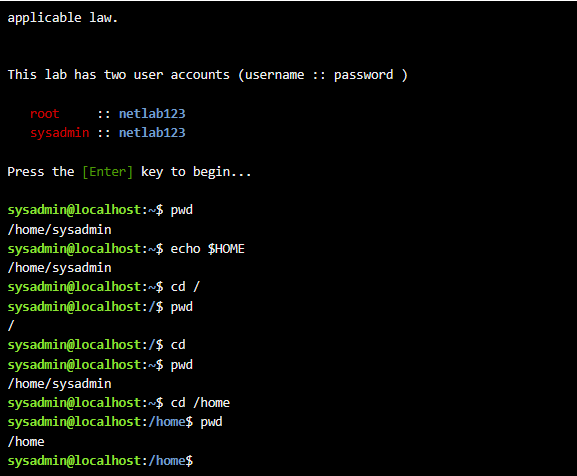 applicable law.
This lab has two user accounts (username :: password )
root     :: netlab123
sysadmin :: netlab123
Press the [Enter] key to begin...
sysadmin@localhost:~$ pwd
/home/sysadmin
sysadmin@localhost:~$ echo $HOME
/home/sysadmin
sysadmin@localhost:~$ cd /
sysadmin@localhost:/$ pwd
/
sysadmin@localhost:/$ cd
sysadmin@localhost:~$ pwd
/home/sysadmin
sysadmin@localhost:~$ cd /home
sysadmin@localhost:/home$ pwd
/home
sysadmin@localhost:/home$